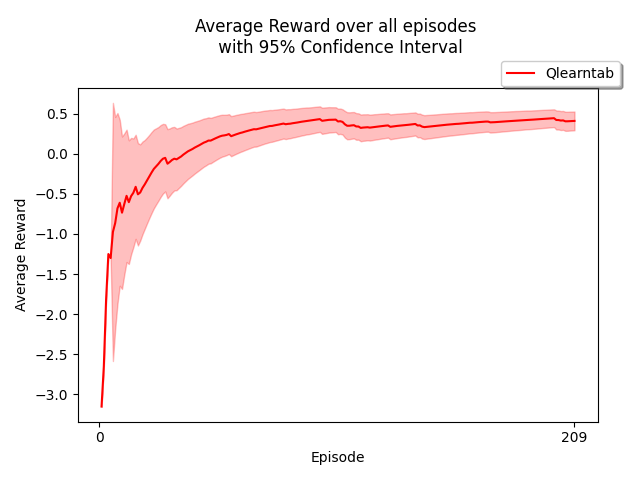 Average Reward over all episodes
with 95% Confidence Interval
Qlearntab
0.5
0.0
−0.5
−1.0
−1.5
−2.0
−2.5
−3.0
Average Reward
0
209
Episode